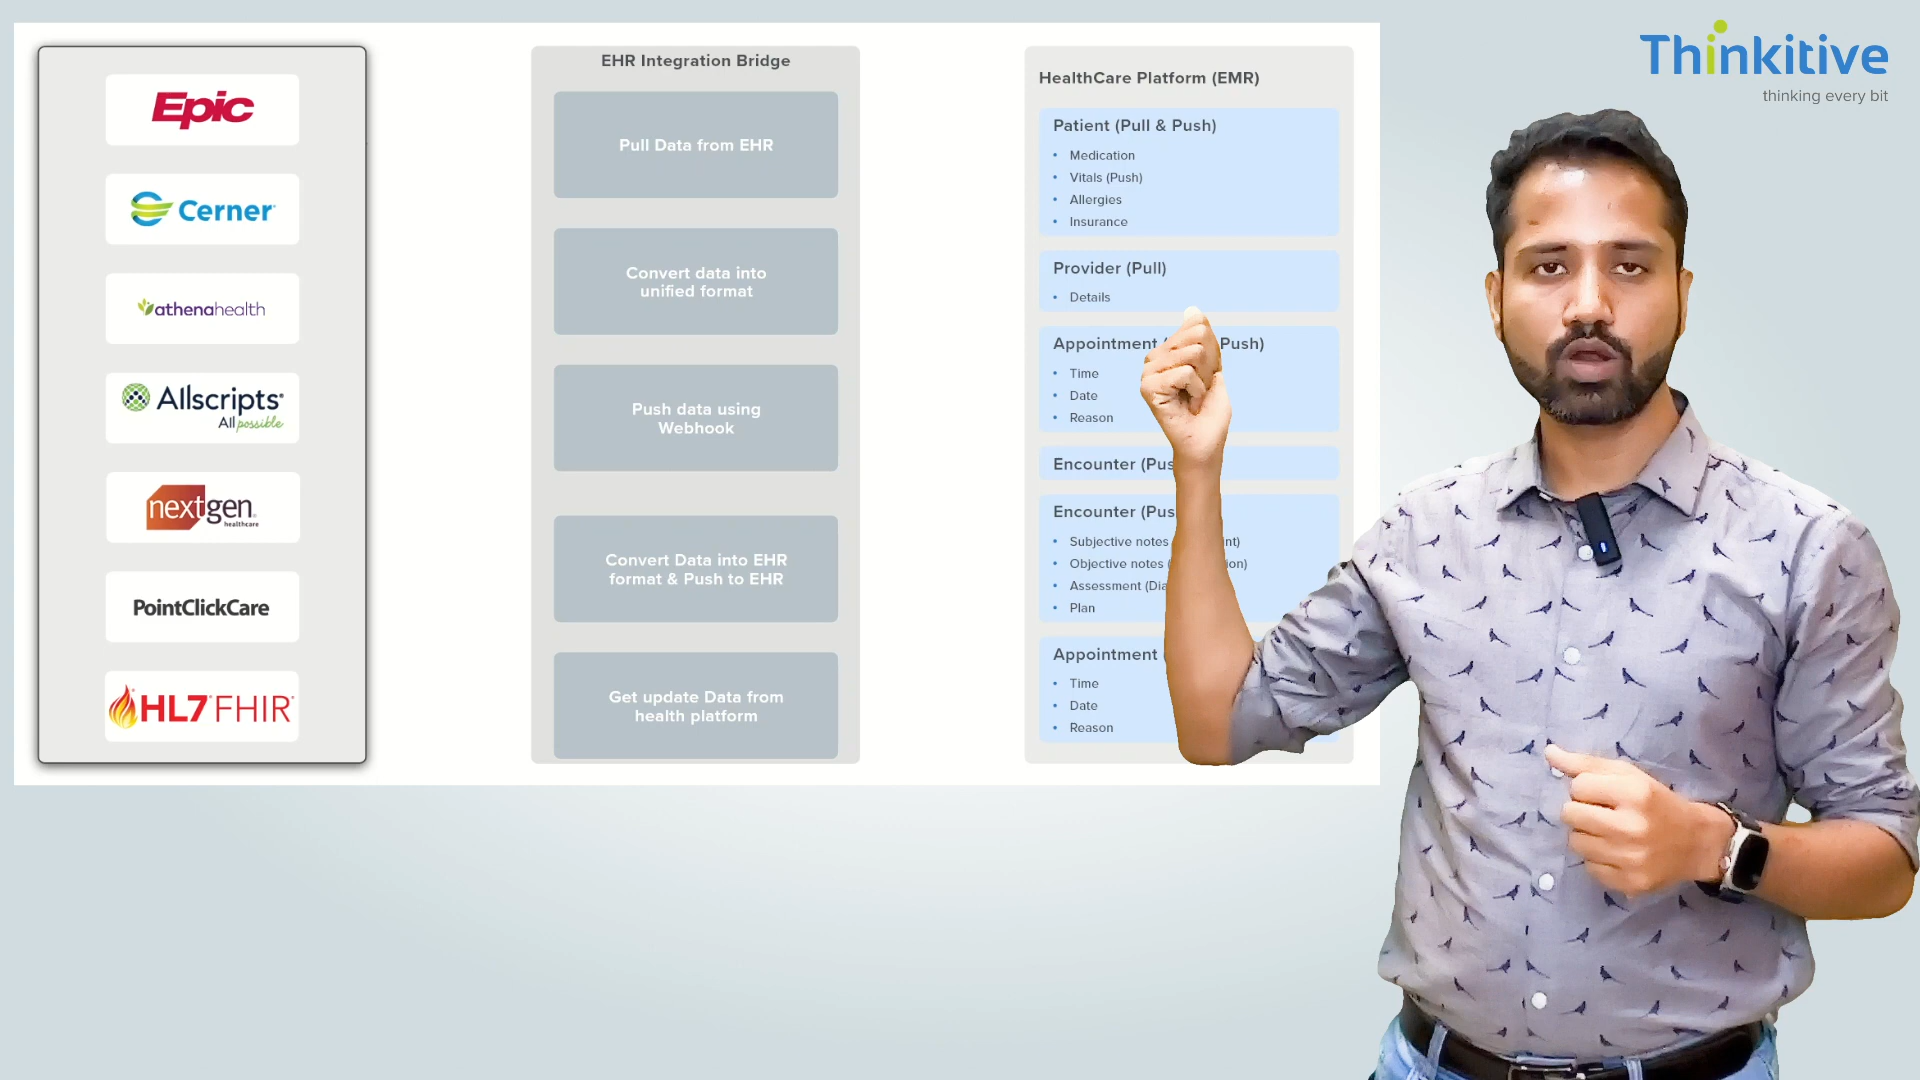 Epic
Cerner
athenahealth
Allscripts
All possible
nextgen
healthcare
PointClickCare
HL7 FHIR
EHR Integration Bridge
Pull Data from EHR
Convert data into
unified format
Push data using
Webhook
Convert Data into EHR
format & Push to EHR
Get update Data from
health platform
HealthCare Platform (EMR)
Patient (Pull & Push)
• Medication
• Vitals (Push)
• Allergies
• Insurance
Provider (Pull)
• Details
Appointment Push)
• Time
• Date
• Reason
Encounter
Encounter
• Subjective notes
• Objective notes
• Assessment
• Plan
Appointment
• Time
• Date
• Reason
Thinkitive
thinking every bit